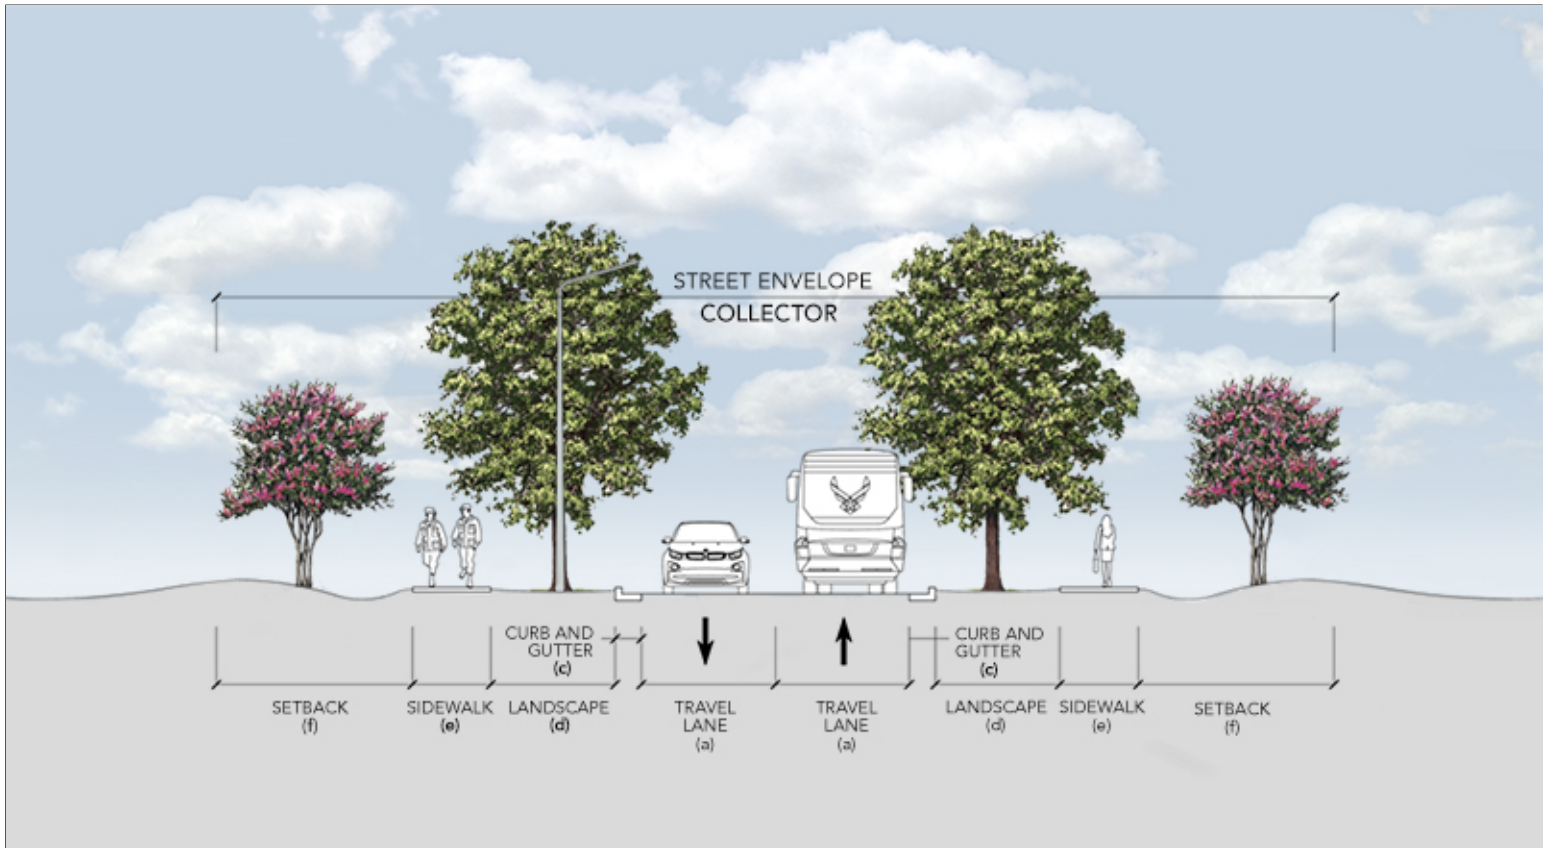 STREET ENVELOPE
COLLECTOR
CURB AND
GUTTER
(c)
CURB AND
GUTTER
(c)
SETBACK
(f)
SIDEWALK
(e)
LANDSCAPE
(d)
TRAVEL
LANE
(a)
TRAVEL
LANE
(a)
LANDSCAPE
(d)
SIDEWALK
(e)
SETBACK
(f)